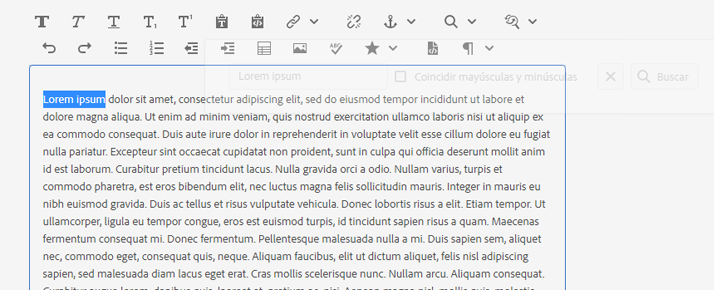 Lorem ipsum
Coincidir mayúsculas y minúsculas
Buscar
Lorem ipsum dolor sit amet, consectetur adipiscing elit, sed do eiusmod tempor incididunt ut labore et
dolore magna aliqua. Ut enim ad minim veniam, quis nostrud exercitation ullamco laboris nisi ut aliquip ex
ea commodo consequat. Duis aute irure dolor in reprehenderit in voluptate velit esse cillum dolore eu fugiat
nulla pariatur. Excepteur sint occaecat cupidatat non proident, sunt in culpa qui officia deserunt mollit anim
id est laborum. Curabitur pretium tincidunt lacus. Nulla gravida orci a odio. Nullam varius, turpis et
commodo pharetra, est eros bibendum elit, nec luctus magna felis sollicitudin mauris. Integer in mauris eu
nibh euismod gravida. Duis ac tellus et risus vulputate vehicula. Donec lobortis risus a elit. Etiam tempor. Ut
ullamcorper, ligula eu tempor congue, eros est euismod turpis, id tincidunt sapien risus a quam. Maecenas
fermentum consequat mi. Donec fermentum. Pellentesque malesuada nulla a mi. Duis sapien sem, aliquet
nec, commodo eget, consequat quis, neque. Aliquam faucibus, elit ut dictum aliquet, felis nisl adipiscing
sapien, sed malesuada diam lacus eget erat. Cras mollis scelerisque nunc. Nullam arcu. Aliquam consequat.